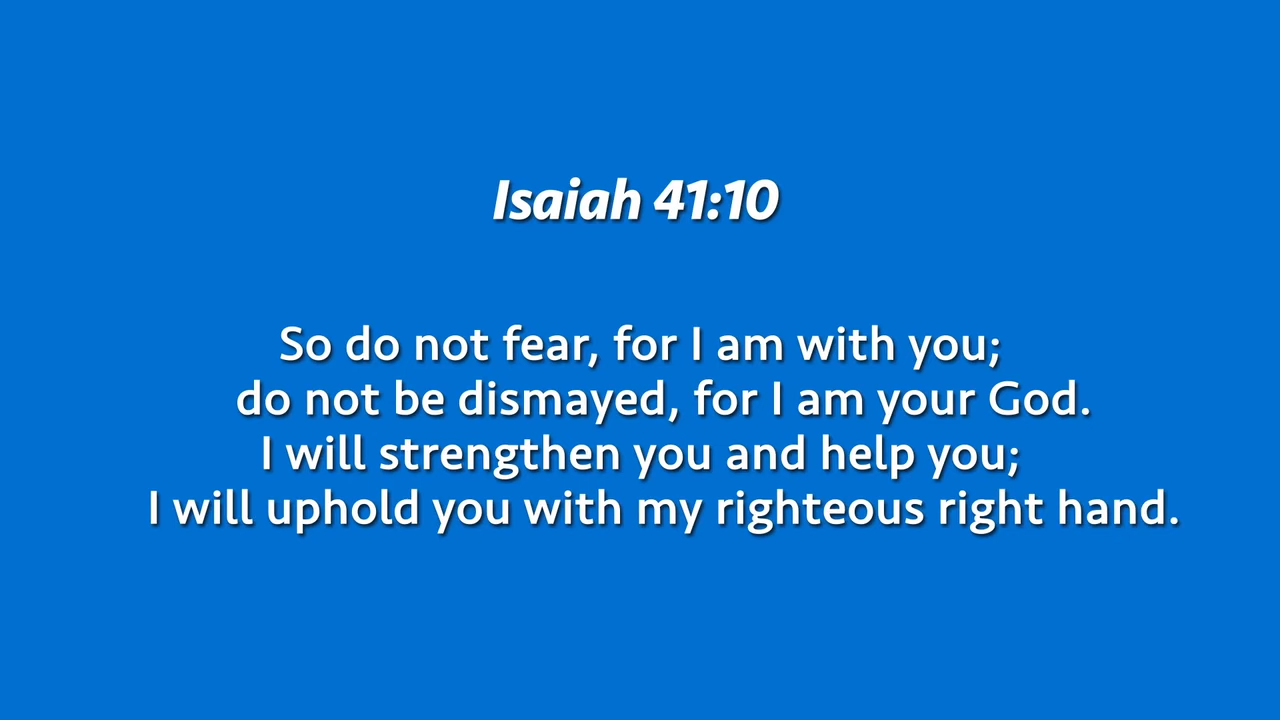 Isaiah 41:10
So do not fear, for I am with you;
do not be dismayed, for I am your God.
I will strengthen you and help you;
I will uphold you with my righteous right hand.